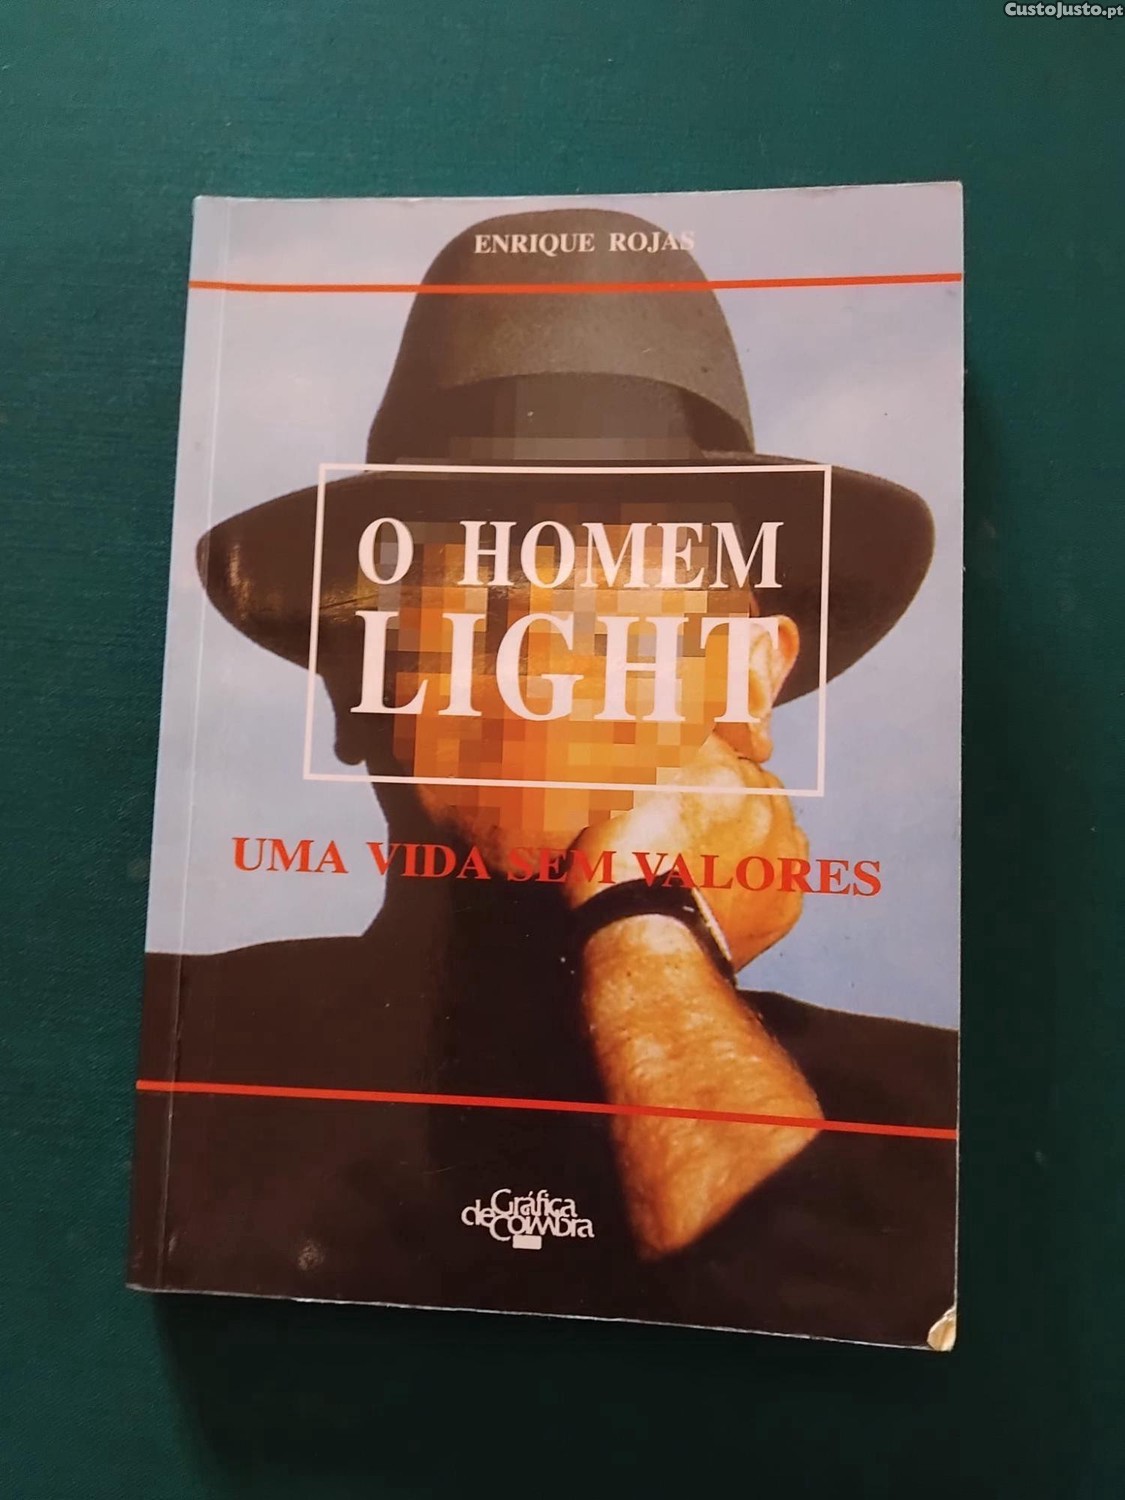 CustoJusto.pt
ENRIQUE ROJAS
O HOMEM
LIGHT
UMA VIDA SEM VALORES
Gráfica
de Coimbra